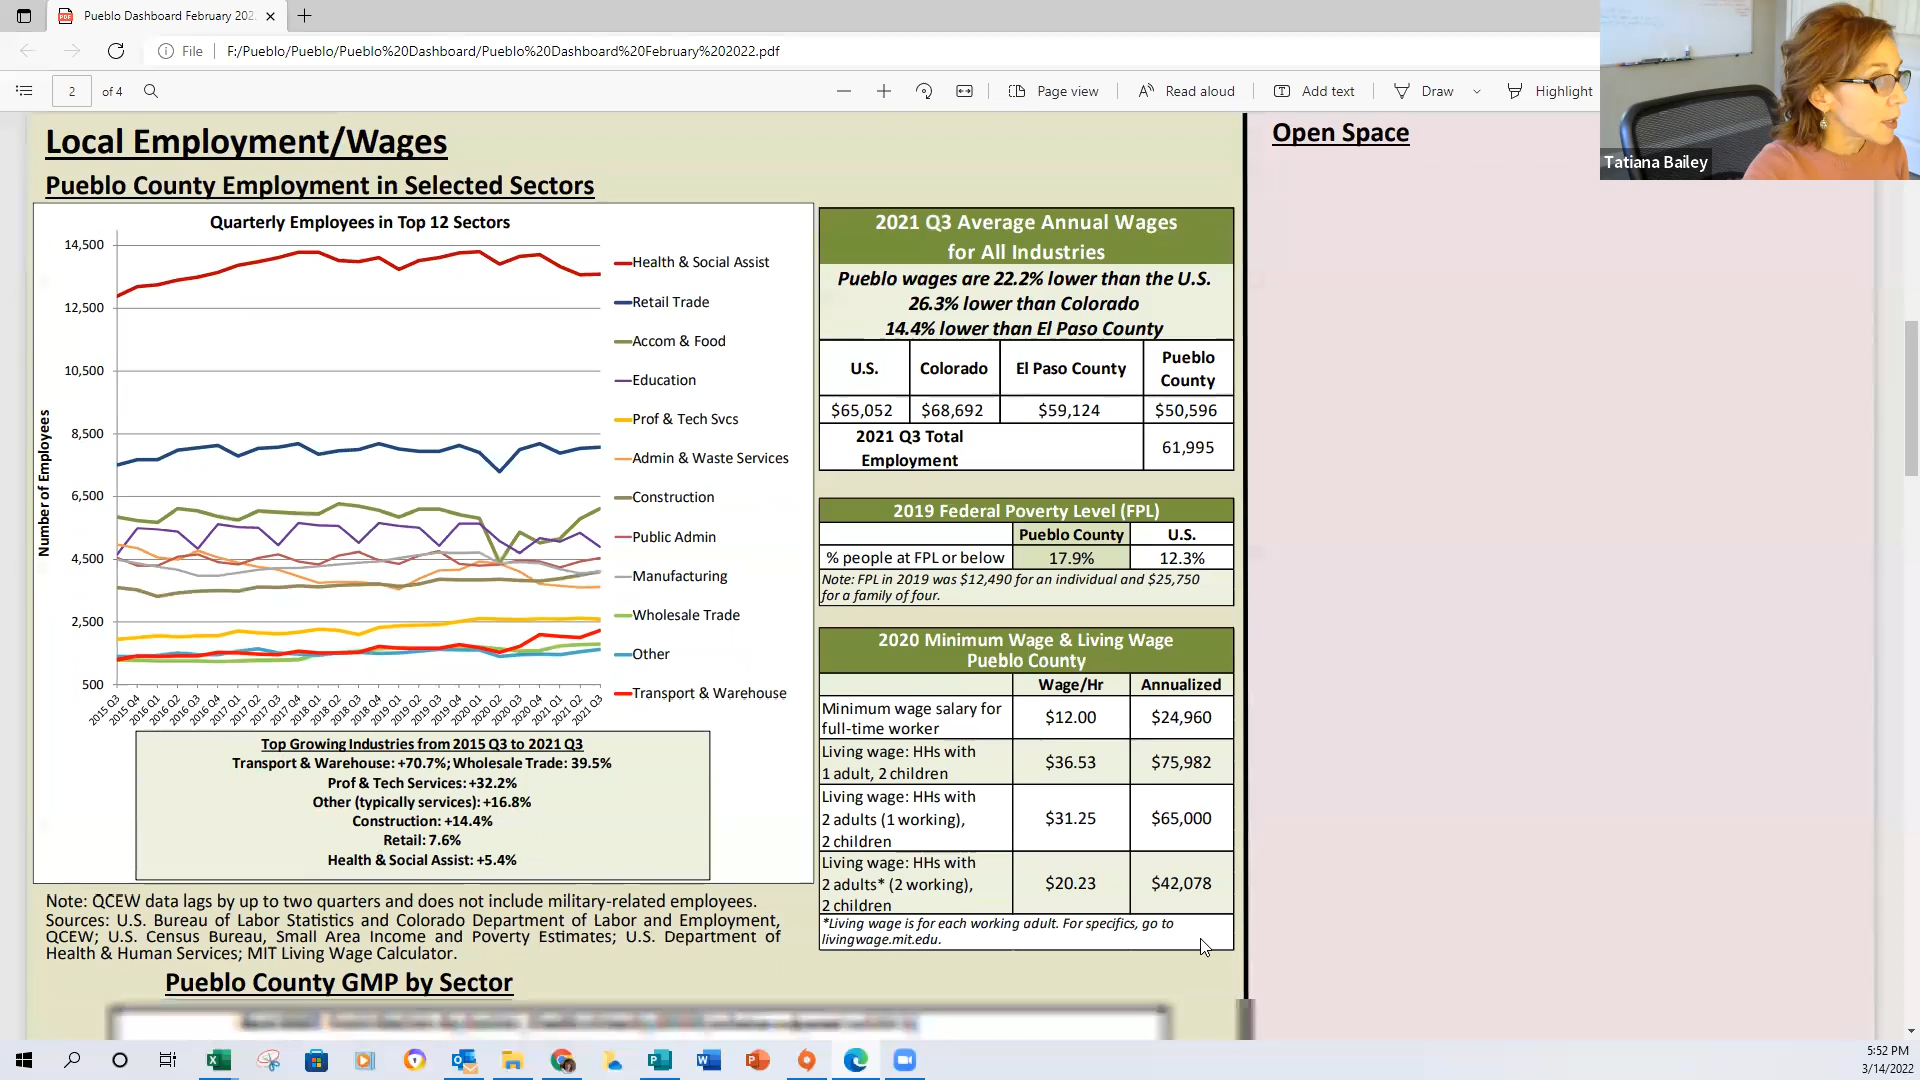 Pueblo Dashboard February 202
File
F:/Pueblo/Pueblo/Pueblo%20Dashboard/Pueblo%20Dashboard%20February%202022.pdf
2 of 4
Page view
Read aloud
Add text
Draw
Highlight
Tatiana Bailey
Local Employment/Wages
Pueblo County Employment in Selected Sectors
Quarterly Employees in Top 12 Sectors
Number of Employees
14,500
12,500
10,500
8,500
6,500
4,500
2,500
500
2015 Q3
2015 Q4
2016 Q1
2016 Q2
2016 Q3
2016 Q4
2017 Q1
2017 Q2
2017 Q3
2017 Q4
2018 Q1
2018 Q2
2018 Q3
2018 Q4
2019 Q1
2019 Q2
2019 Q3
2019 Q4
2020 Q1
2020 Q2
2020 Q3
2020 Q4
2021 Q1
2021 Q2
2021 Q3
Health & Social Assist
Retail Trade
Accom & Food
Education
Prof & Tech Svcs
Admin & Waste Services
Construction
Public Admin
Manufacturing
Wholesale Trade
Other
Transport & Warehouse
Top Growing Industries from 2015 Q3 to 2021 Q3
Transport & Warehouse: +70.7%; Wholesale Trade: 39.5%
Prof & Tech Services: +32.2%
Other (typically services): +16.8%
Construction: +14.4%
Retail: 7.6%
Health & Social Assist: +5.4%
Note: QCEW data lags by up to two quarters and does not include military-related employees.
Sources: U.S. Bureau of Labor Statistics and Colorado Department of Labor and Employment,
QCEW; U.S. Census Bureau, Small Area Income and Poverty Estimates; U.S. Department of
Health & Human Services; MIT Living Wage Calculator.
Pueblo County GMP by Sector
2021 Q3 Average Annual Wages
for All Industries
Pueblo wages are 22.2% lower than the U.S.
26.3% lower than Colorado
14.4% lower than El Paso County
U.S. Colorado El Paso County Pueblo County
$65,052 $68,692 $59,124 $50,596
2021 Q3 Total
Employment 61,995
2019 Federal Poverty Level (FPL)
Pueblo County U.S.
% people at FPL or below 17.9% 12.3%
Note: FPL in 2019 was $12,490 for an individual and $25,750
for a family of four.
2020 Minimum Wage & Living Wage
Pueblo County
Wage/Hr Annualized
Minimum wage salary for
full-time worker $12.00 $24,960
Living wage: HHs with
1 adult, 2 children $36.53 $75,982
Living wage: HHs with
2 adults (1 working), $31.25 $65,000
2 children
Living wage: HHs with
2 adults* (2 working), $20.23 $42,078
2 children
*Living wage is for each working adult. For specifics, go to
livingwage.mit.edu.
Open Space
5:52 PM
3/14/2022